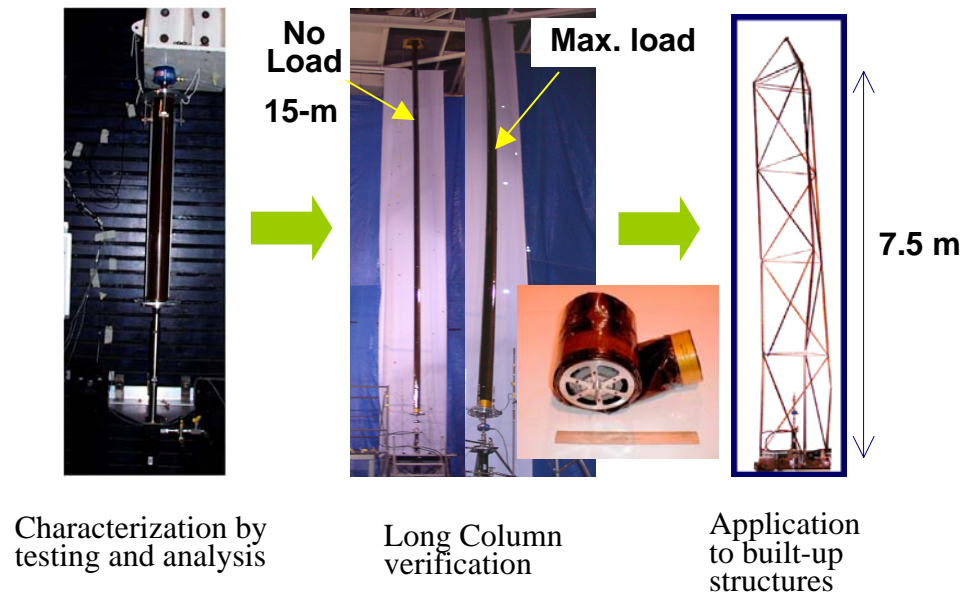 No
Load
15-m
Max. load
7.5 m
Characterization by
testing and analysis
Long Column
verification
Application
to built-up
structures